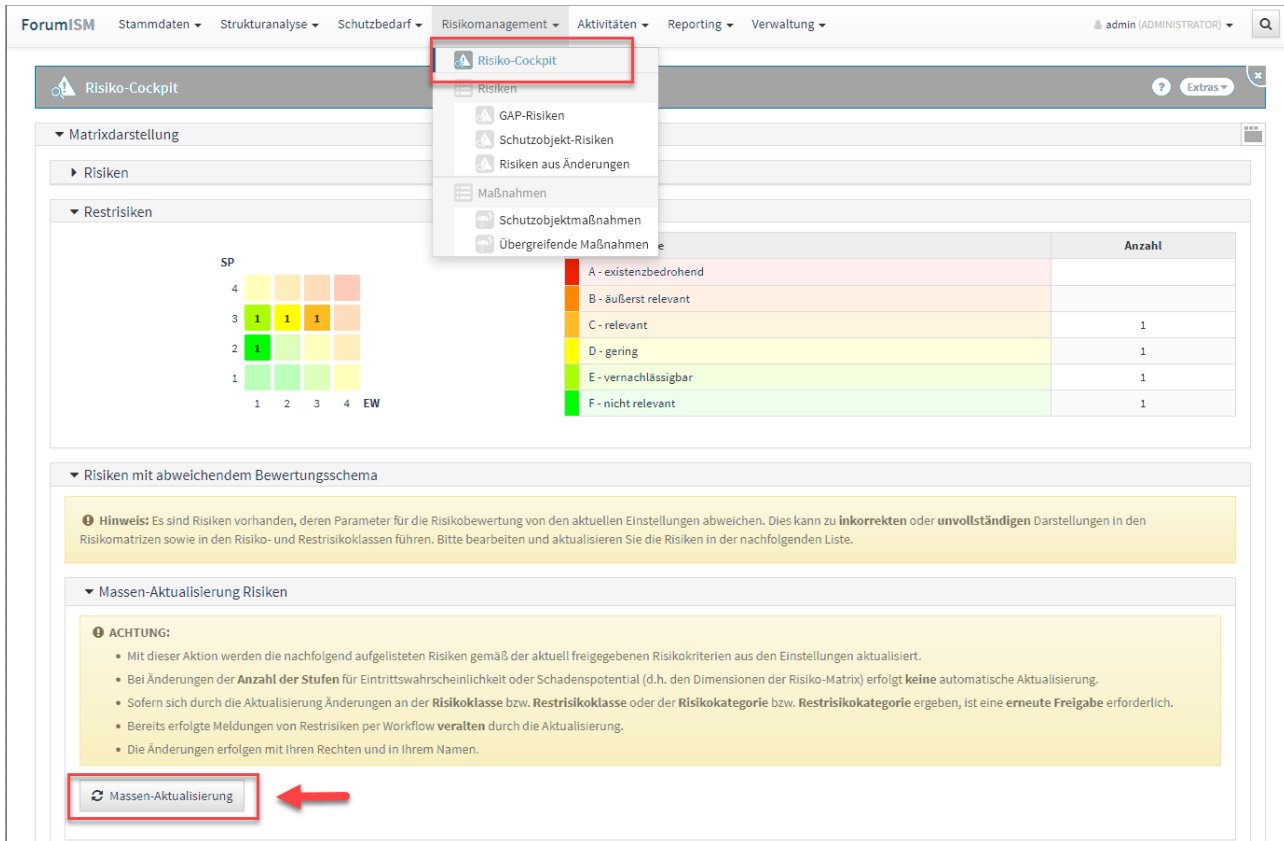 ForumISM Stammdaten Strukturanalyse Schutzbedarf Risikomanagement Aktivitäten Reporting Verwaltung admin (ADMINISTRATOR)
Risiko-Cockpit
Risiken
GAP-Risiken
Schutzobjekt-Risiken
Risiken aus Änderungen
Maßnahmen
Schutzobjektmaßnahmen
Übergreifende Maßnahmen
Risiko-Cockpit ? Extras
Matrixdarstellung
Risiken
Restrisiken
SP
4
3 1 1 1
2 1
1
1 2 3 4 EW
e Anzahl
A - existenzbedrohend
B - äußerst relevant
C - relevant 1
D - gering 1
E - vernachlässigbar 1
F - nicht relevant 1
Risiken mit abweichendem Bewertungsschema
Hinweis: Es sind Risiken vorhanden, deren Parameter für die Risikobewertung von den aktuellen Einstellungen abweichen. Dies kann zu inkorrekten oder unvollständigen Darstellungen in den
Risikomatrizen sowie in den Risiko- und Restrisikoklassen führen. Bitte bearbeiten und aktualisieren Sie die Risiken in der nachfolgenden Liste.
Massen-Aktualisierung Risiken
ACHTUNG:
• Mit dieser Aktion werden die nachfolgend aufgelisteten Risiken gemäß der aktuell freigegebenen Risikokriterien aus den Einstellungen aktualisiert.
• Bei Änderungen der Anzahl der Stufen für Eintrittswahrscheinlichkeit oder Schadenspotential (d.h. den Dimensionen der Risiko-Matrix) erfolgt keine automatische Aktualisierung.
• Sofern sich durch die Aktualisierung Änderungen an der Risikoklasse bzw. Restrisikoklasse oder der Risikokategorie bzw. Restrisikokategorie ergeben, ist eine erneute Freigabe erforderlich.
• Bereits erfolgte Meldungen von Restrisiken per Workflow veralten durch die Aktualisierung.
• Die Änderungen erfolgen mit Ihren Rechten und in Ihrem Namen.
Massen-Aktualisierung